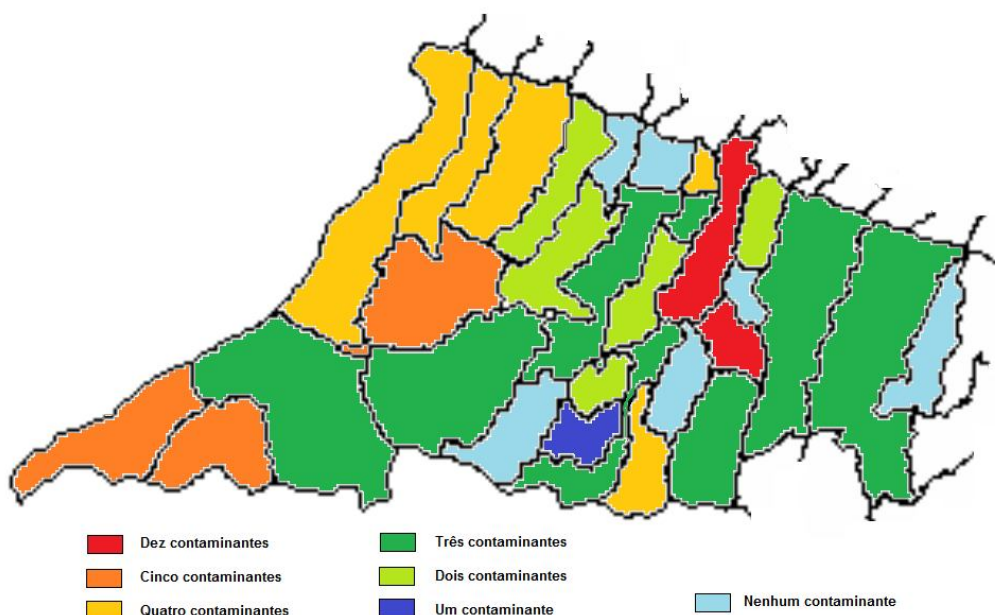 Dez contaminantes
Três contaminantes
Cinco contaminantes
Dois contaminantes
Quatro contaminantes
Um contaminante
Nenhum contaminante